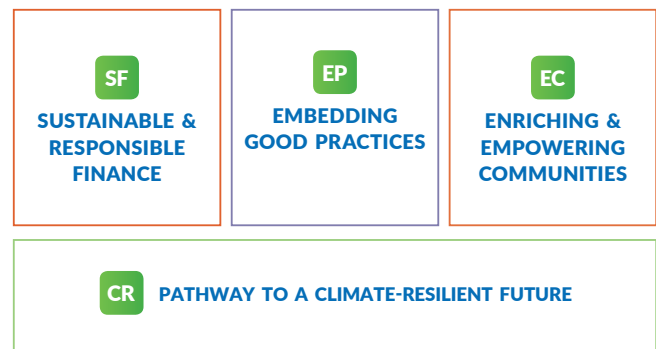 SF
SUSTAINABLE &
RESPONSIBLE
FINANCE
EP
EMBEDDING
GOOD PRACTICES
EC
ENRICHING &
EMPOWERING
COMMUNITIES
CR PATHWAY TO A CLIMATE-RESILIENT FUTURE